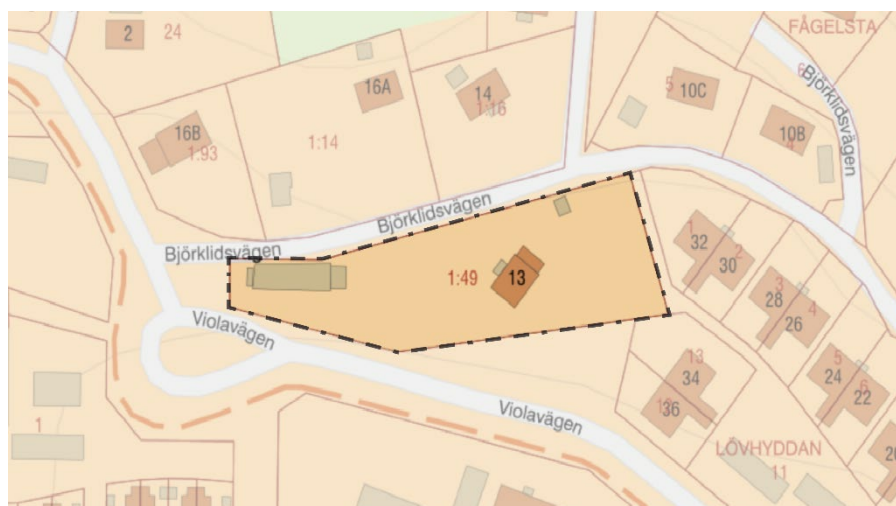 2 24
FÅGELSTA
16A
14
1:16
5
10C
6
Björklidsvägen
16B
1:93
1:14
10B
4
Björklidsvägen
Björklidsvägen
1
32
2
30
1:49
13
3
28
4
26
Violavägen
13
34
36
5
24
6
22
20
1
Violavägen
LÖVHYDDAN
11